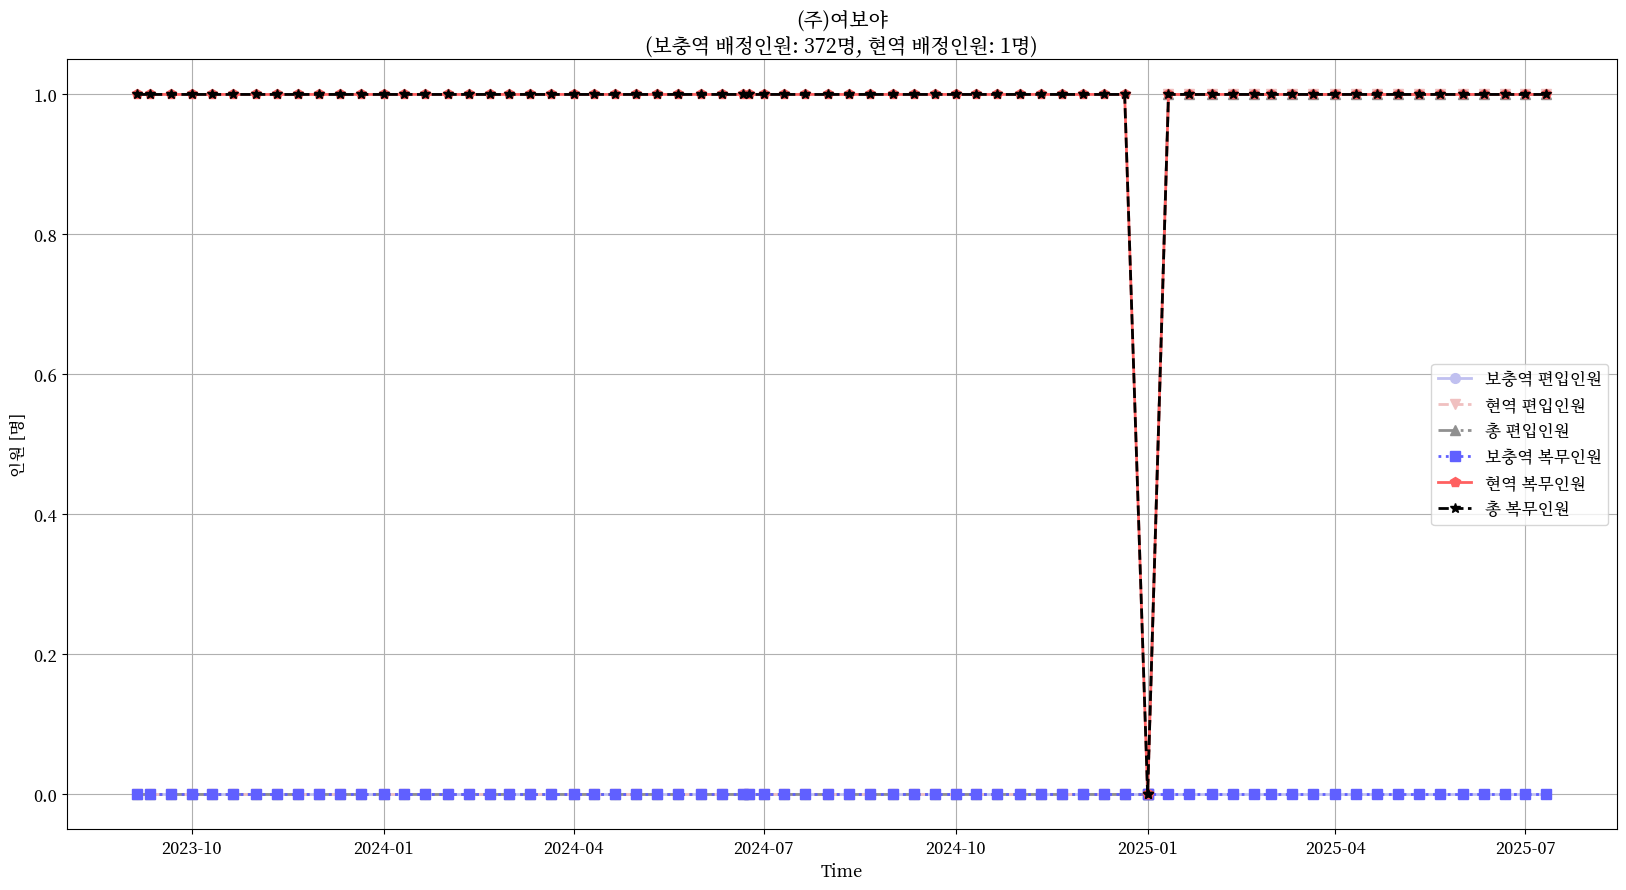 (주)여보야
(보충역 배정인원: 372명, 현역 배정인원: 1명)
인원 [명]
1.0
0.8
0.6
0.4
0.2
0.0
보충역 편입인원
현역 편입인원
총 편입인원
보충역 복무인원
현역 복무인원
총 복무인원
2023-10
2024-01
2024-04
2024-07
2024-10
2025-01
2025-04
2025-07
Time